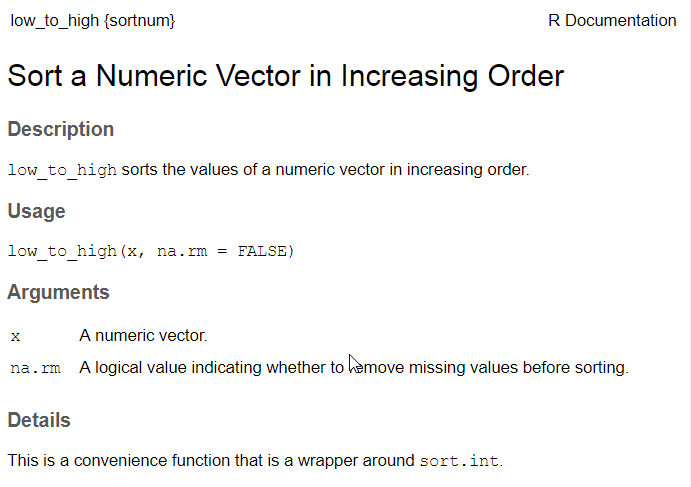 low_to_high {sortnum} R Documentation
Sort a Numeric Vector in Increasing Order
Description
low_to_high sorts the values of a numeric vector in increasing order.
Usage
low_to_high(x, na.rm = FALSE)
Arguments
x A numeric vector.
na.rm A logical value indicating whether to remove missing values before sorting.
Details
This is a convenience function that is a wrapper around sort.int.